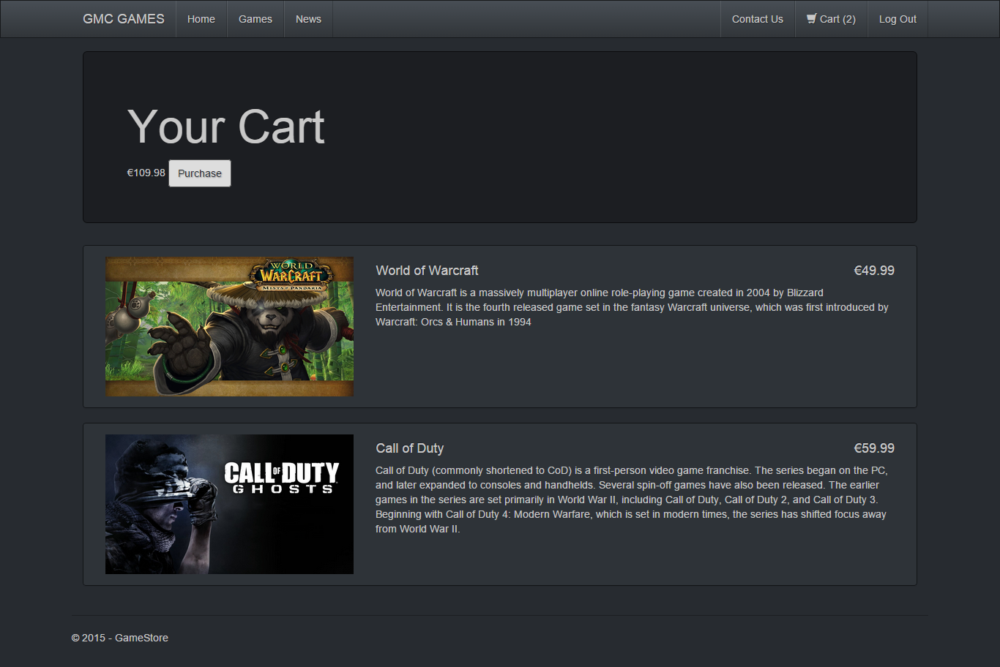 GMC GAMES Home Games News Contact Us Cart (2) Log Out
Your Cart
€109.98 Purchase
WORLD
OF
WARCRAFT
MISTS OF PANDARIA
World of Warcraft €49.99
World of Warcraft is a massively multiplayer online role-playing game created in 2004 by Blizzard
Entertainment. It is the fourth released game set in the fantasy Warcraft universe, which was first introduced by
Warcraft: Orcs & Humans in 1994
CALL OF DUTY
GHOSTS
Call of Duty €59.99
Call of Duty (commonly shortened to CoD) is a first-person video game franchise. The series began on the PC,
and later expanded to consoles and handhelds. Several spin-off games have also been released. The earlier
games in the series are set primarily in World War II, including Call of Duty, Call of Duty 2, and Call of Duty 3.
Beginning with Call of Duty 4: Modern Warfare, which is set in modern times, the series has shifted focus away
from World War II.
© 2015 - GameStore